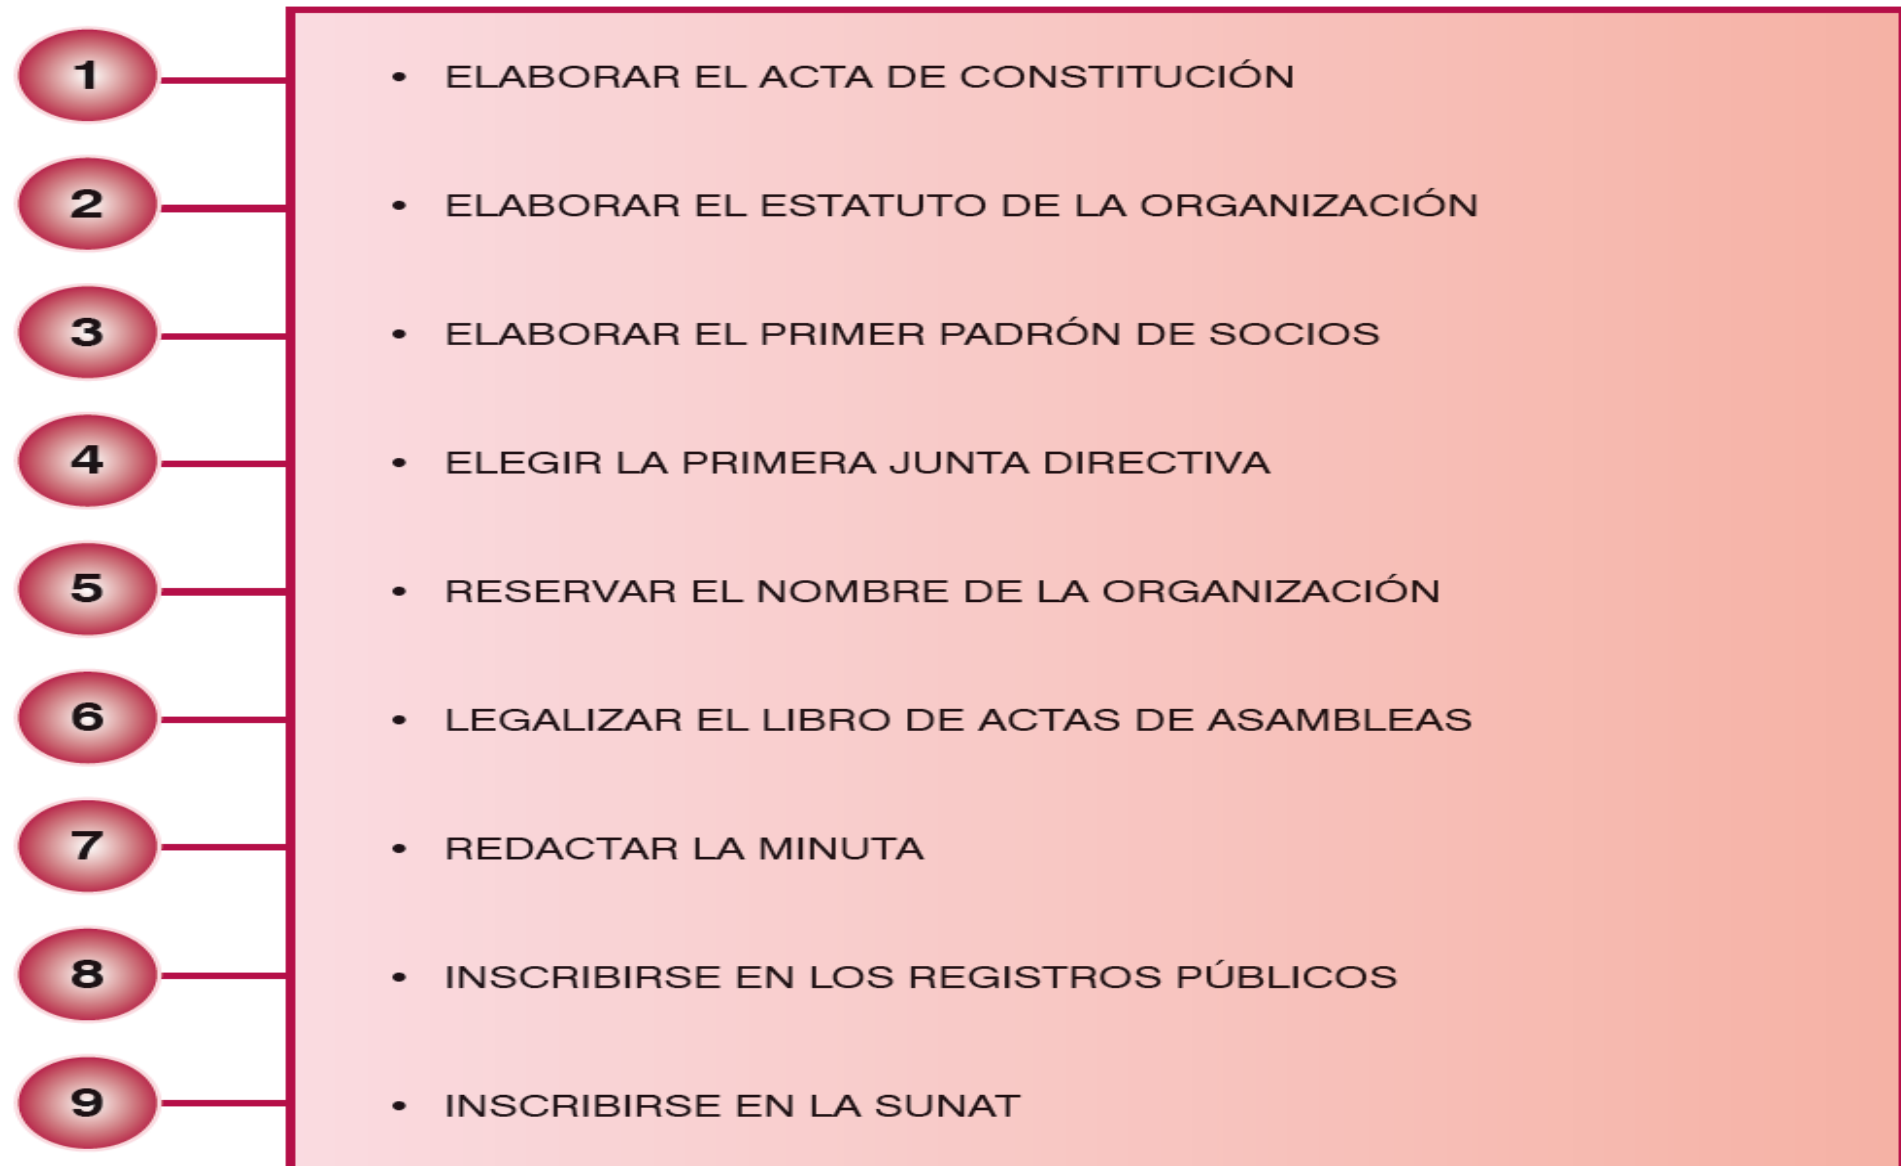 1 • ELABORAR EL ACTA DE CONSTITUCIÓN
2 • ELABORAR EL ESTATUTO DE LA ORGANIZACIÓN
3 • ELABORAR EL PRIMER PADRÓN DE SOCIOS
4 • ELEGIR LA PRIMERA JUNTA DIRECTIVA
5 • RESERVAR EL NOMBRE DE LA ORGANIZACIÓN
6 • LEGALIZAR EL LIBRO DE ACTAS DE ASAMBLEAS
7 • REDACTAR LA MINUTA
8 • INSCRIBIRSE EN LOS REGISTROS PÚBLICOS
9 • INSCRIBIRSE EN LA SUNAT